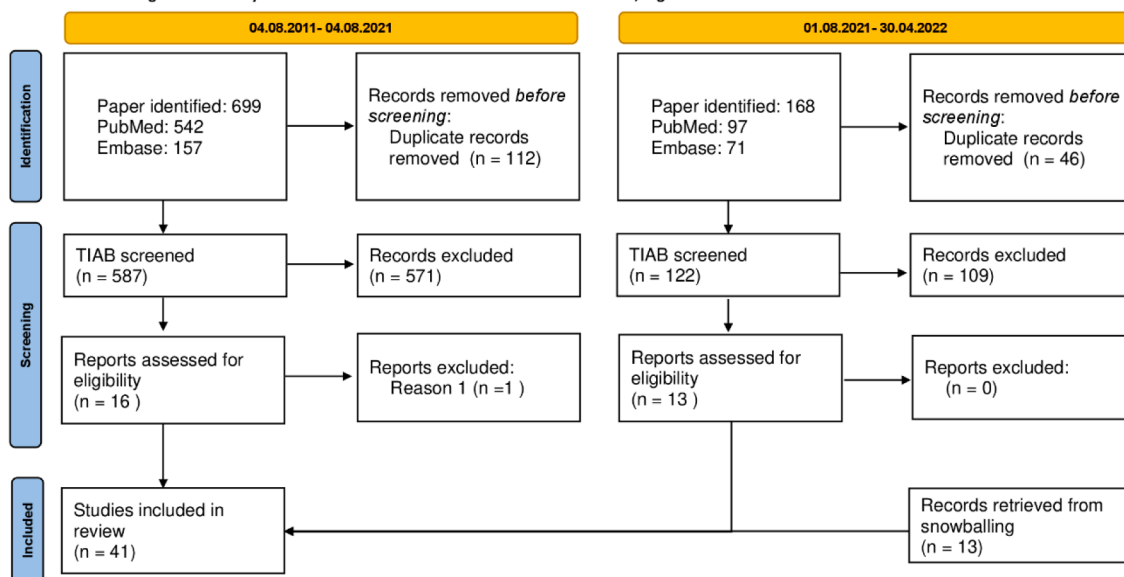 04.08.2011- 04.08.2021
01.08.2021- 30.04.2022
Identification
Paper identified: 699
PubMed: 542
Embase: 157
Records removed before
screening:
Duplicate records
removed (n = 112)
Paper identified: 168
PubMed: 97
Embase: 71
Records removed before
screening:
Duplicate records
removed (n = 46)
Screening
TIAB screened
(n = 587)
Records excluded
(n = 571)
TIAB screened
(n = 122)
Records excluded
(n = 109)
Reports assessed for
eligibility
(n = 16 )
Reports excluded:
Reason 1 (n =1 )
Reports assessed for
eligibility
(n = 13 )
Reports excluded:
(n = 0)
Included
Studies included in
review
(n = 41)
Records retrieved from
snowballing
(n = 13)